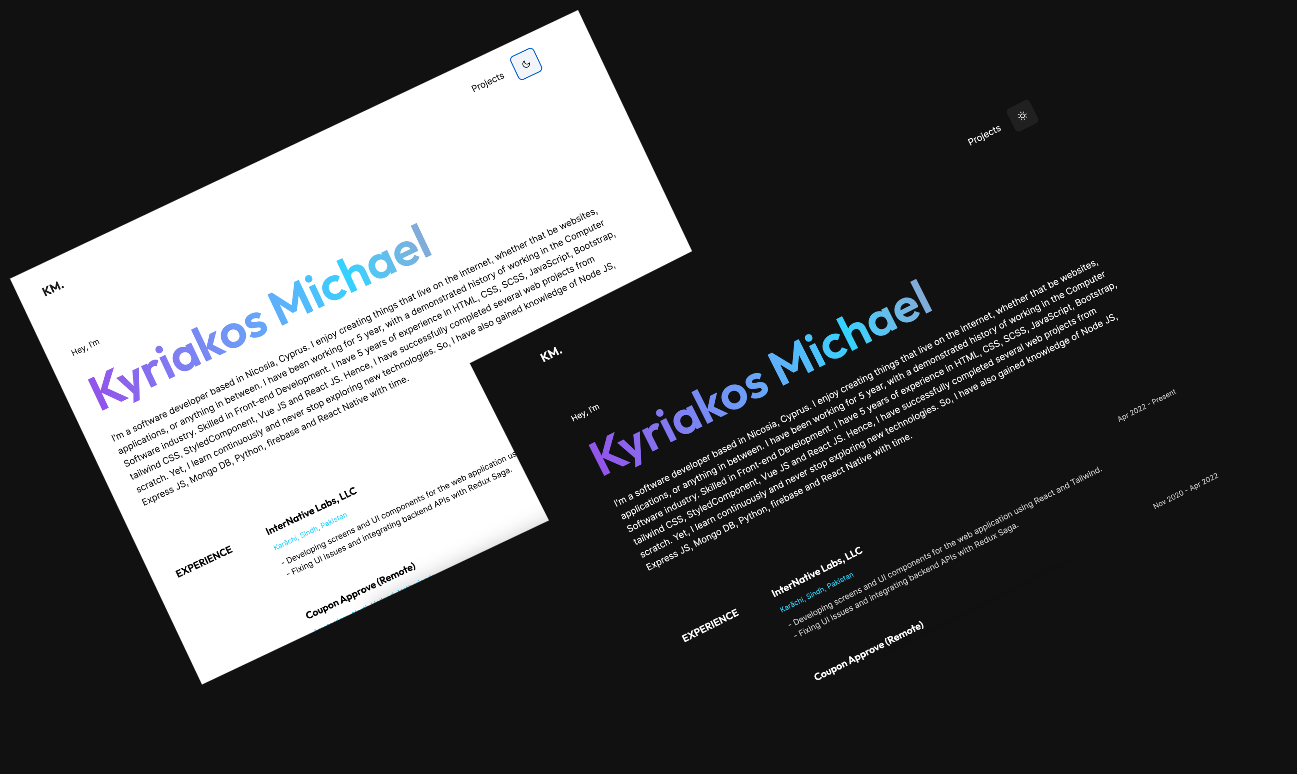 Projects
KM.
Hey, I'm
Kyriakos Michael
I'm a software developer based in Nicosia, Cyprus. I enjoy creating things that live on the internet, whether that be websites,
applications, or anything in between. I have been working for 5 year, with a demonstrated history of working in the Computer
Software industry. Skilled in Front-end Development. I have 5 years of experience in HTML, CSS, SCSS, JavaScript, Bootstrap,
tailwind CSS, StyledComponent, Vue JS and React JS. Hence, I have successfully completed several web projects from
scratch. Yet, I learn continuously and never stop exploring new technologies. So, I have also gained knowledge of Node JS,
Express JS, Mongo DB, Python, firebase and React Native with time.
EXPERIENCE
InterNative Labs, LLC
Karāchi, Sindh, Pakistan
- Developing screens and UI components for the web application us
- Fixing UI issues and integrating backend APIs with Redux Saga.
Coupon Approve (Remote)
Projects
KM.
Hey, I'm
Kyriakos Michael
I'm a software developer based in Nicosia, Cyprus. I enjoy creating things that live on the internet, whether that be websites,
applications, or anything in between. I have been working for 5 year, with a demonstrated history of working in the Computer
Software industry. Skilled in Front-end Development. I have 5 years of experience in HTML, CSS, SCSS, JavaScript, Bootstrap,
tailwind CSS, StyledComponent, Vue JS and React JS. Hence, I have successfully completed several web projects from
scratch. Yet, I learn continuously and never stop exploring new technologies. So, I have also gained knowledge of Node JS,
Express JS, Mongo DB, Python, firebase and React Native with time.
EXPERIENCE
InterNative Labs, LLC
Apr 2022 - Present
Karāchi, Sindh, Pakistan
- Developing screens and UI components for the web application using React and Tailwind.
- Fixing UI issues and integrating backend APIs with Redux Saga.
Coupon Approve (Remote)
Nov 2020 - Apr 2022